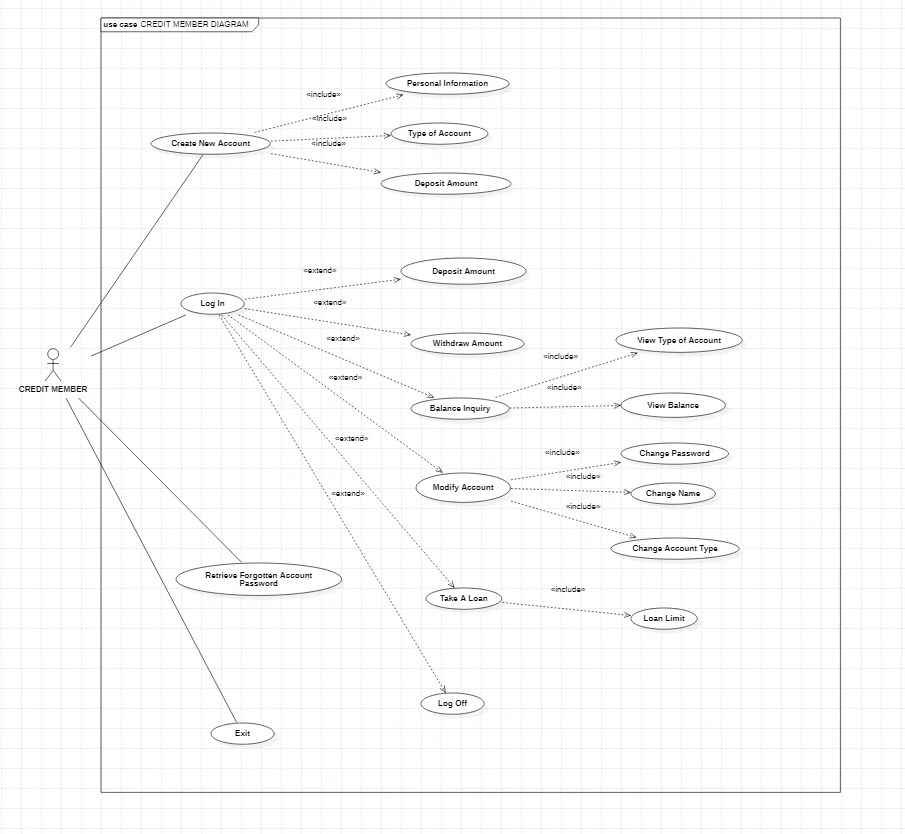 use case CREDIT MEMBER DIAGRAM
Personal Information
«include»
«include»
Type of Account
Create New Account
«include»
Deposit Amount
«extend»
Deposit Amount
Log In
«extend»
«extend»
Withdraw Amount
View Type of Account
«include»
«extend»
«include»
Balance Inquiry
View Balance
CREDIT MEMBER
«extend»
«include»
Change Password
«include»
Modify Account
Change Name
«extend»
«include»
Change Account Type
Retrieve Forgotten Account
Password
«include»
Take A Loan
Loan Limit
Log Off
Exit